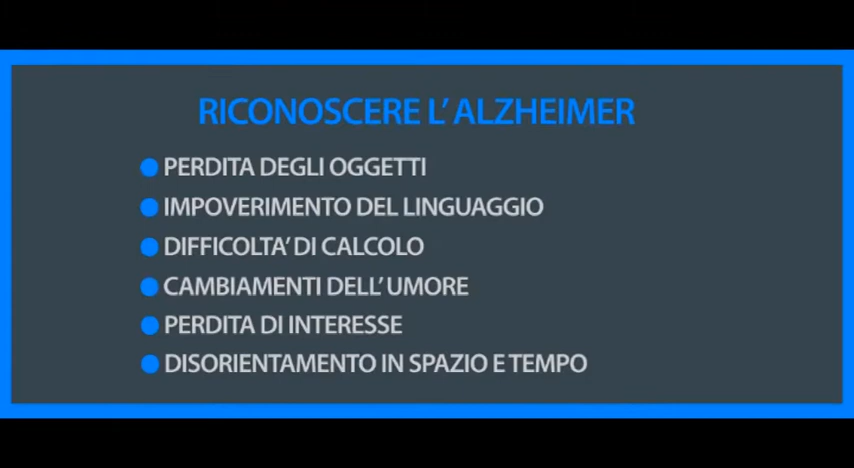 RICONOSCERE L'ALZHEIMER
PERDITA DEGLI OGGETTI
IMPOVERIMENTO DEL LINGUAGGIO
DIFFICOLTA' DI CALCOLO
CAMBIAMENTI DELL'UMORE
PERDITA DI INTERESSE
DISORIENTAMENTO IN SPAZIO E TEMPO